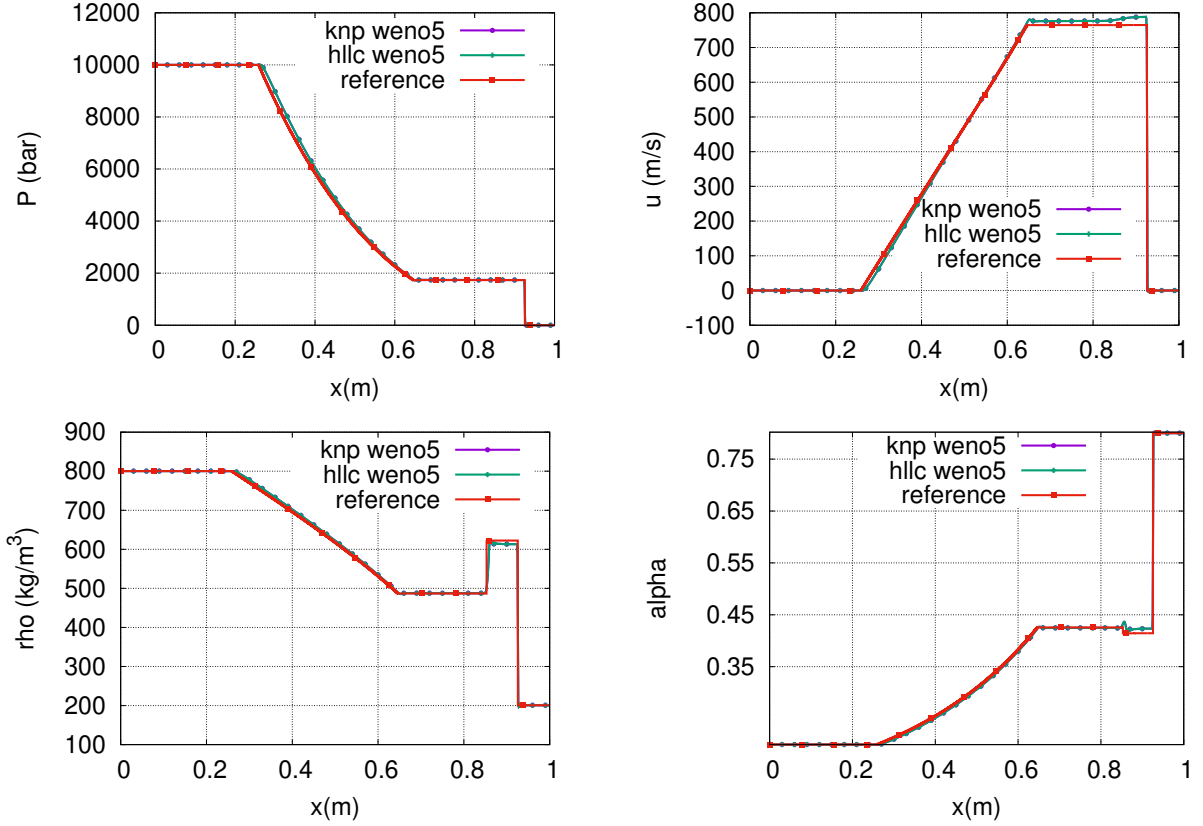 knp weno5
hllc weno5
reference
10000
8000
6000
4000
2000
0
P (bar)
0 0.2 0.4 0.6 0.8 1
x(m)
800
700
600
500
400
300
200
100
0
-100
u (m/s)
knp weno5
hllc weno5
reference
0 0.2 0.4 0.6 0.8 1
x(m)
900
800
700
600
500
400
300
200
100
rho (kg/m³)
knp weno5
hllc weno5
reference
0 0.2 0.4 0.6 0.8 1
x(m)
knp weno5
hllc weno5
reference
0.75
0.65
0.55
0.45
0.35
alpha
0 0.2 0.4 0.6 0.8 1
x(m)